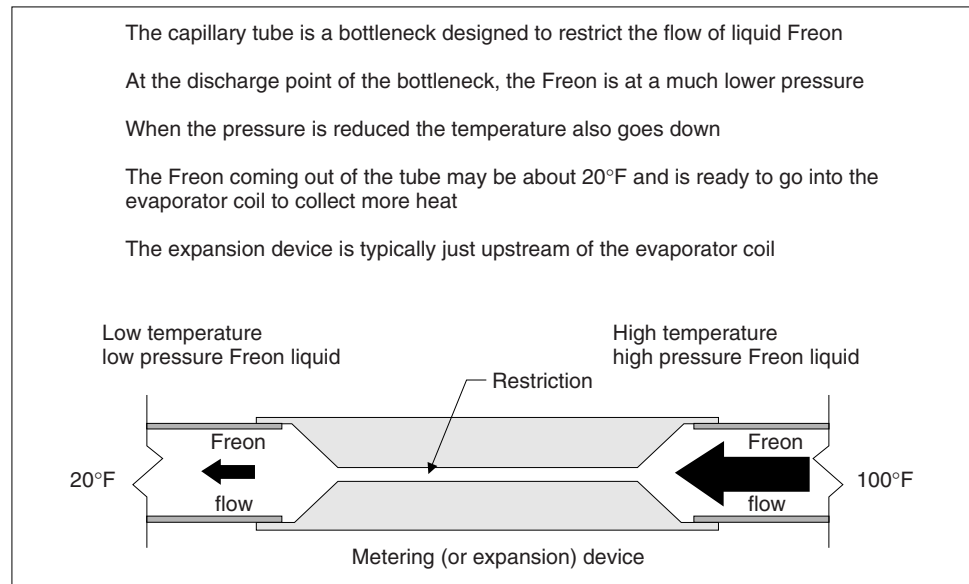 The capillary tube is a bottleneck designed to restrict the flow of liquid Freon
At the discharge point of the bottleneck, the Freon is at a much lower pressure
When the pressure is reduced the temperature also goes down
The Freon coming out of the tube may be about 20°F and is ready to go into the
evaporator coil to collect more heat
The expansion device is typically just upstream of the evaporator coil
Low temperature
low pressure Freon liquid
High temperature
high pressure Freon liquid
Restriction
Freon
flow
20°F
Freon
flow
100°F
Metering (or expansion) device